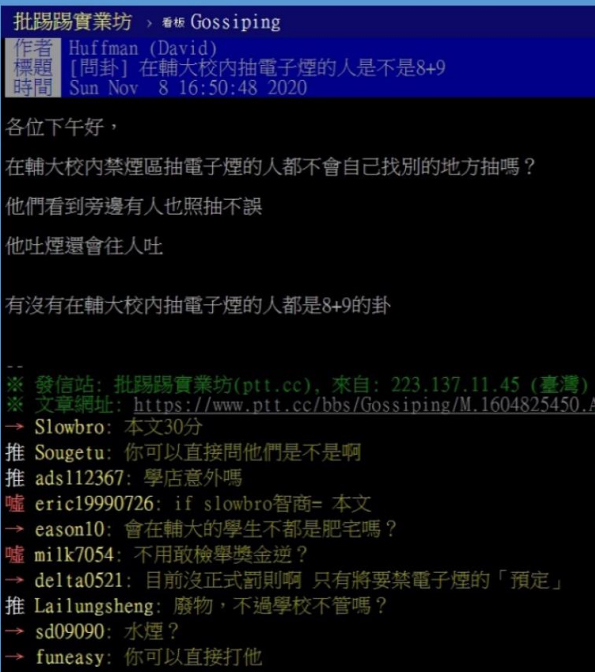 批踢踢實業坊 › 看板 Gossiping
作者 Huffman (David)
標題 [問卦] 在輔大校內抽電子煙的人是不是8+9
時間 Sun Nov  8 16:50:48 2020
各位下午好，
在輔大校內禁煙區抽電子煙的人都不會自己找別的地方抽嗎？
他們看到旁邊有人也照抽不誤
他吐煙還會往人吐
有沒有在輔大校內抽電子煙的人都是8+9的卦
--
※ 發信站: 批踢踢實業坊(ptt.cc), 來自: 223.137.11.45 (臺灣)
※ 文章網址: https://www.ptt.cc/bbs/Gossiping/M.1604825450.A
→ Slowbro: 本文30分
推 Sougetu: 你可以直接問他們是不是啊
推 ads112367: 學店意外嗎
噓 eric19990726: if slowbro智商= 本文
→ eason10: 會在輔大的學生不都是肥宅嗎？
噓 milk7054: 不用敢檢舉獎金逆？
→ delta0521: 目前沒正式罰則啊 只有將要禁電子煙的「預定」
推 Lailungsheng: 廢物，不過學校不管嗎？
→ sd09090: 水煙？
→ funeasy: 你可以直接打他